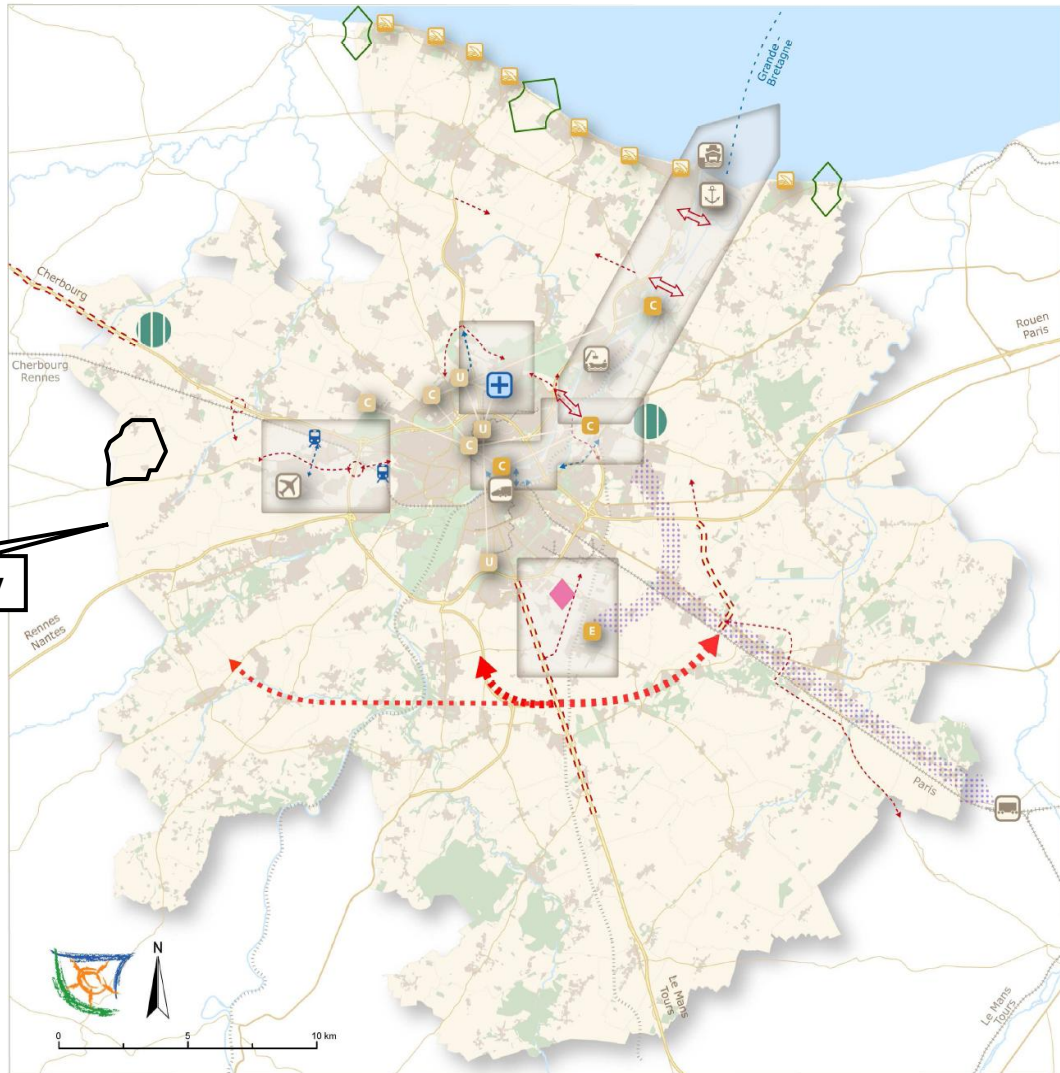 Grande -
Bretagne
Cherbourg
Cherbourg
Rennes
Rouen
Paris
C
U
C
C
U
C
C
C
U
E
Rennes
Nantes
Paris
Le Mans
Tours
Le Mans
Tours
N
0 5 10 km